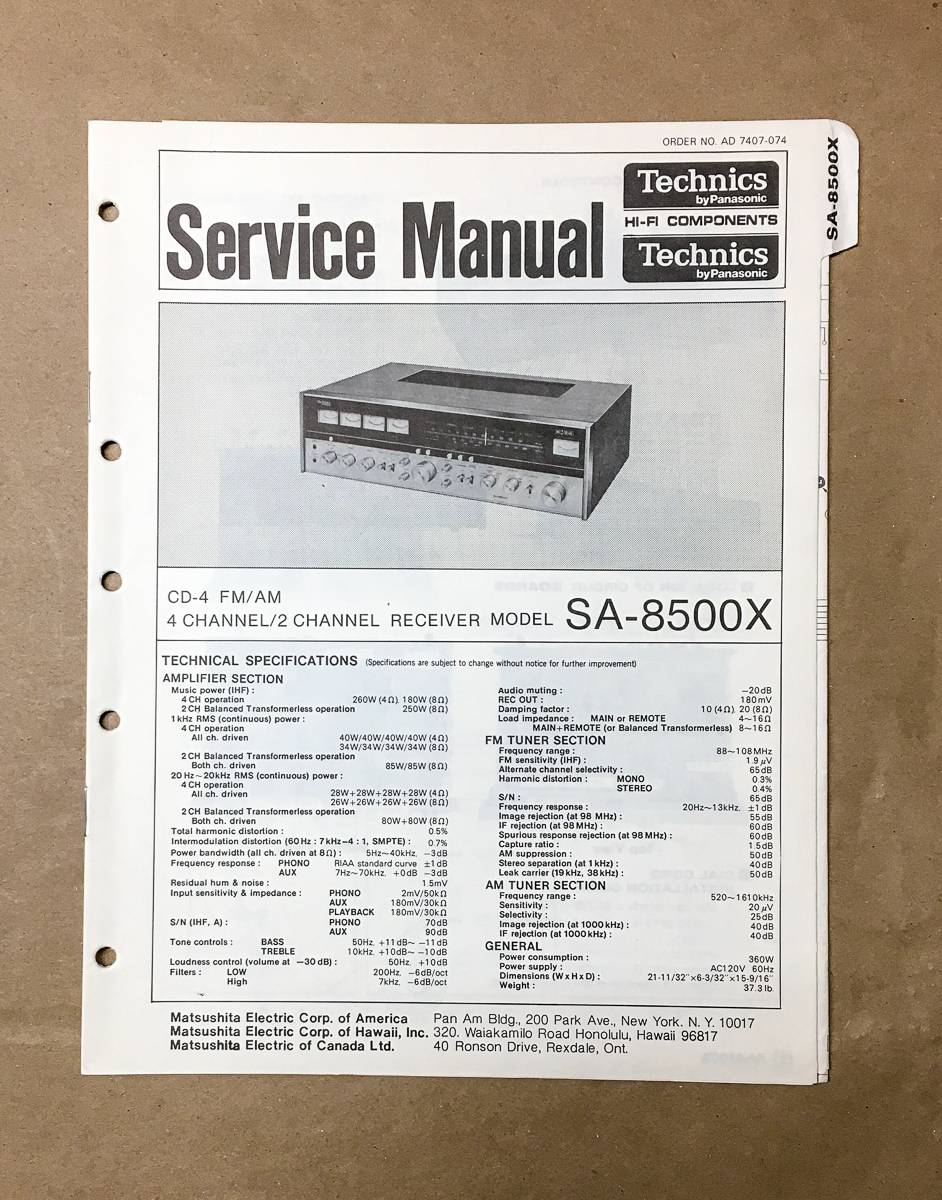 ORDER NO. AD 7407-074
SA-8500X
Service Manual
Technics
by Panasonic
HI-FI COMPONENTS
Technics
by Panasonic
CD-4 FM/AM
4 CHANNEL/2 CHANNEL RECEIVER MODEL SA-8500X
TECHNICAL SPECIFICATIONS (Specifications are subject to change without notice for further improvement)
AMPLIFIER SECTION
Music power (IHF) :
4 CH operation 260W (4Ω), 180W (8Ω)
2 CH Balanced Transformerless operation 250W (8Ω)
1 kHz RMS (continuous) power :
4 CH operation
All ch. driven 40W/40W/40W/40W (4Ω)
34W/34W/34W/34W (8Ω)
2 CH Balanced Transformerless operation
Both ch. driven 85W/85W (8Ω)
20 Hz~20kHz RMS (continuous) power :
4 CH operation
All ch. driven 28W+28W+28W+28W (4Ω)
26W+26W+26W+26W (8Ω)
2 CH Balanced Transformerless operation
Both ch. driven 80W+80W (8Ω)
Total harmonic distortion : 0.5%
Intermodulation distortion (60 Hz : 7 kHz–4 : 1, SMPTE) : 0.7%
Power bandwidth (all ch. driven at 8Ω) : 5Hz~40kHz, −3dB
Frequency response : PHONO RIAA standard curve ±1dB
AUX 7Hz~70kHz, +0dB −3dB
Residual hum & noise : 1.5mV
Input sensitivity & impedance : PHONO 2mV/50kΩ
AUX 180mV/30kΩ
PLAYBACK 180mV/30kΩ
S/N (IHF, A) : PHONO 70dB
AUX 90dB
Tone controls : BASS 50Hz, +11dB~ −11dB
TREBLE 10kHz, +10dB~ −10dB
Loudness control (volume at −30 dB) : 50Hz, +10dB
Filters : LOW 200Hz, −6dB/oct
High 7kHz, −6dB/oct
Audio muting : −20dB
REC OUT : 180mV
Damping factor : 10 (4Ω), 20 (8Ω)
Load impedance : MAIN or REMOTE 4~16Ω
MAIN+REMOTE (or Balanced Transformerless) 8~16Ω
FM TUNER SECTION
Frequency range : 88~108MHz
FM sensitivity (IHF) : 1.9 μV
Alternate channel selectivity : 65dB
Harmonic distortion : MONO 0.3%
STEREO 0.4%
S/N : 65dB
Frequency response : 20Hz~13kHz, ±1dB
Image rejection (at 98 MHz) : 55dB
IF rejection (at 98 MHz) : 60dB
Spurious response rejection (at 98 MHz) : 60dB
Capture ratio : 1.5dB
AM suppression : 50dB
Stereo separation (at 1 kHz) : 40dB
Leak carrier (19 kHz, 38 kHz) : 50dB
AM TUNER SECTION
Frequency range : 520~1610kHz
Sensitivity : 20 μV
Selectivity : 25dB
Image rejection (at 1000 kHz) : 40dB
IF rejection (at 1000 kHz) : 40dB
GENERAL
Power consumption : 360W
Power supply : AC120V 60Hz
Dimensions (W x H x D) : 21-11/32"×6-3/32"×15-9/16"
Weight : 37.3 lb.
Matsushita Electric Corp. of America Pan Am Bldg., 200 Park Ave., New York. N. Y. 10017
Matsushita Electric Corp. of Hawaii, Inc. 320. Waiakamilo Road Honolulu, Hawaii 96817
Matsushita Electric of Canada Ltd. 40 Ronson Drive, Rexdale, Ont.